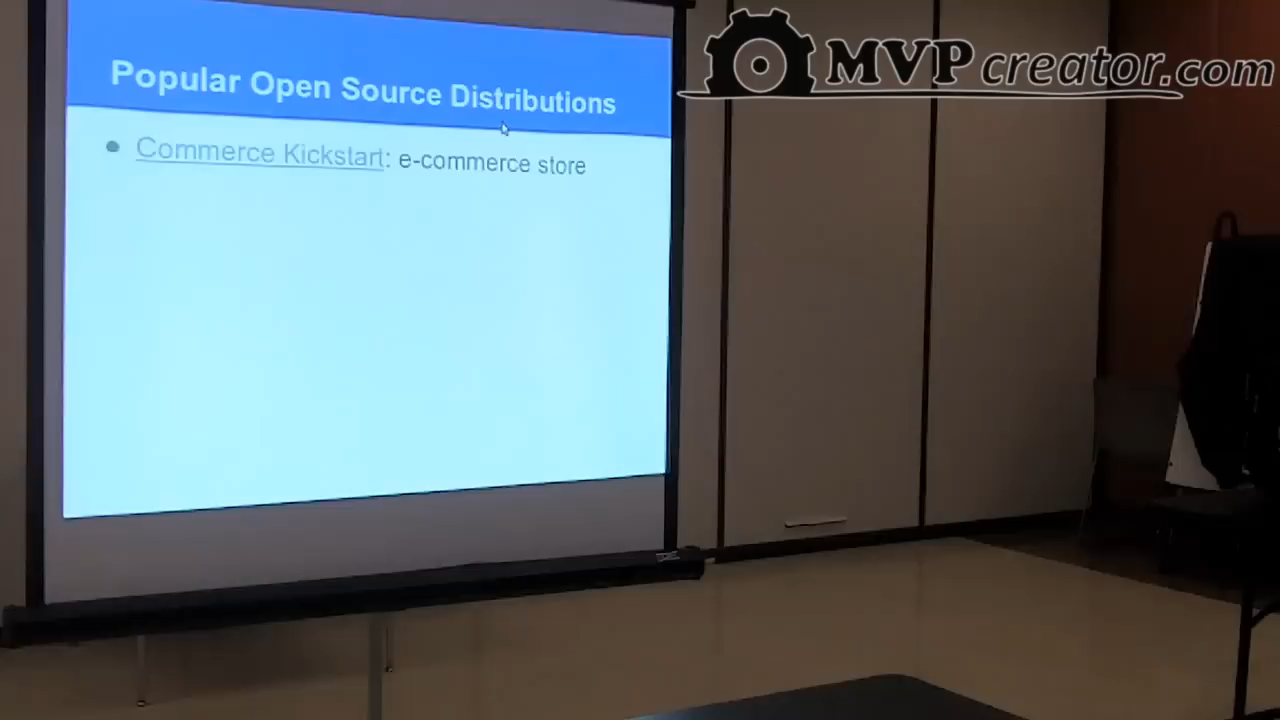 Popular Open Source Distributions
MVPcreator.com
• Commerce Kickstart: e-commerce store